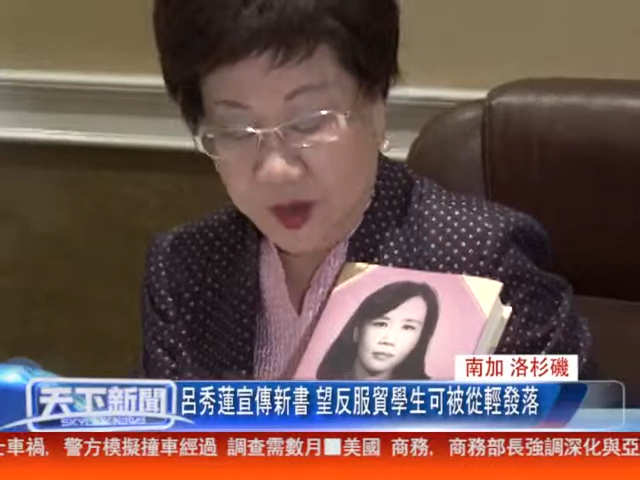 南加 洛杉磯
天下新聞
SKYLINK NEWS
呂秀蓮宣傳新書 望反服貿學生可被從輕發落
士車禍. 警方模擬撞車經過 調查需數月 美國 商務. 商務部長強調深化與亞